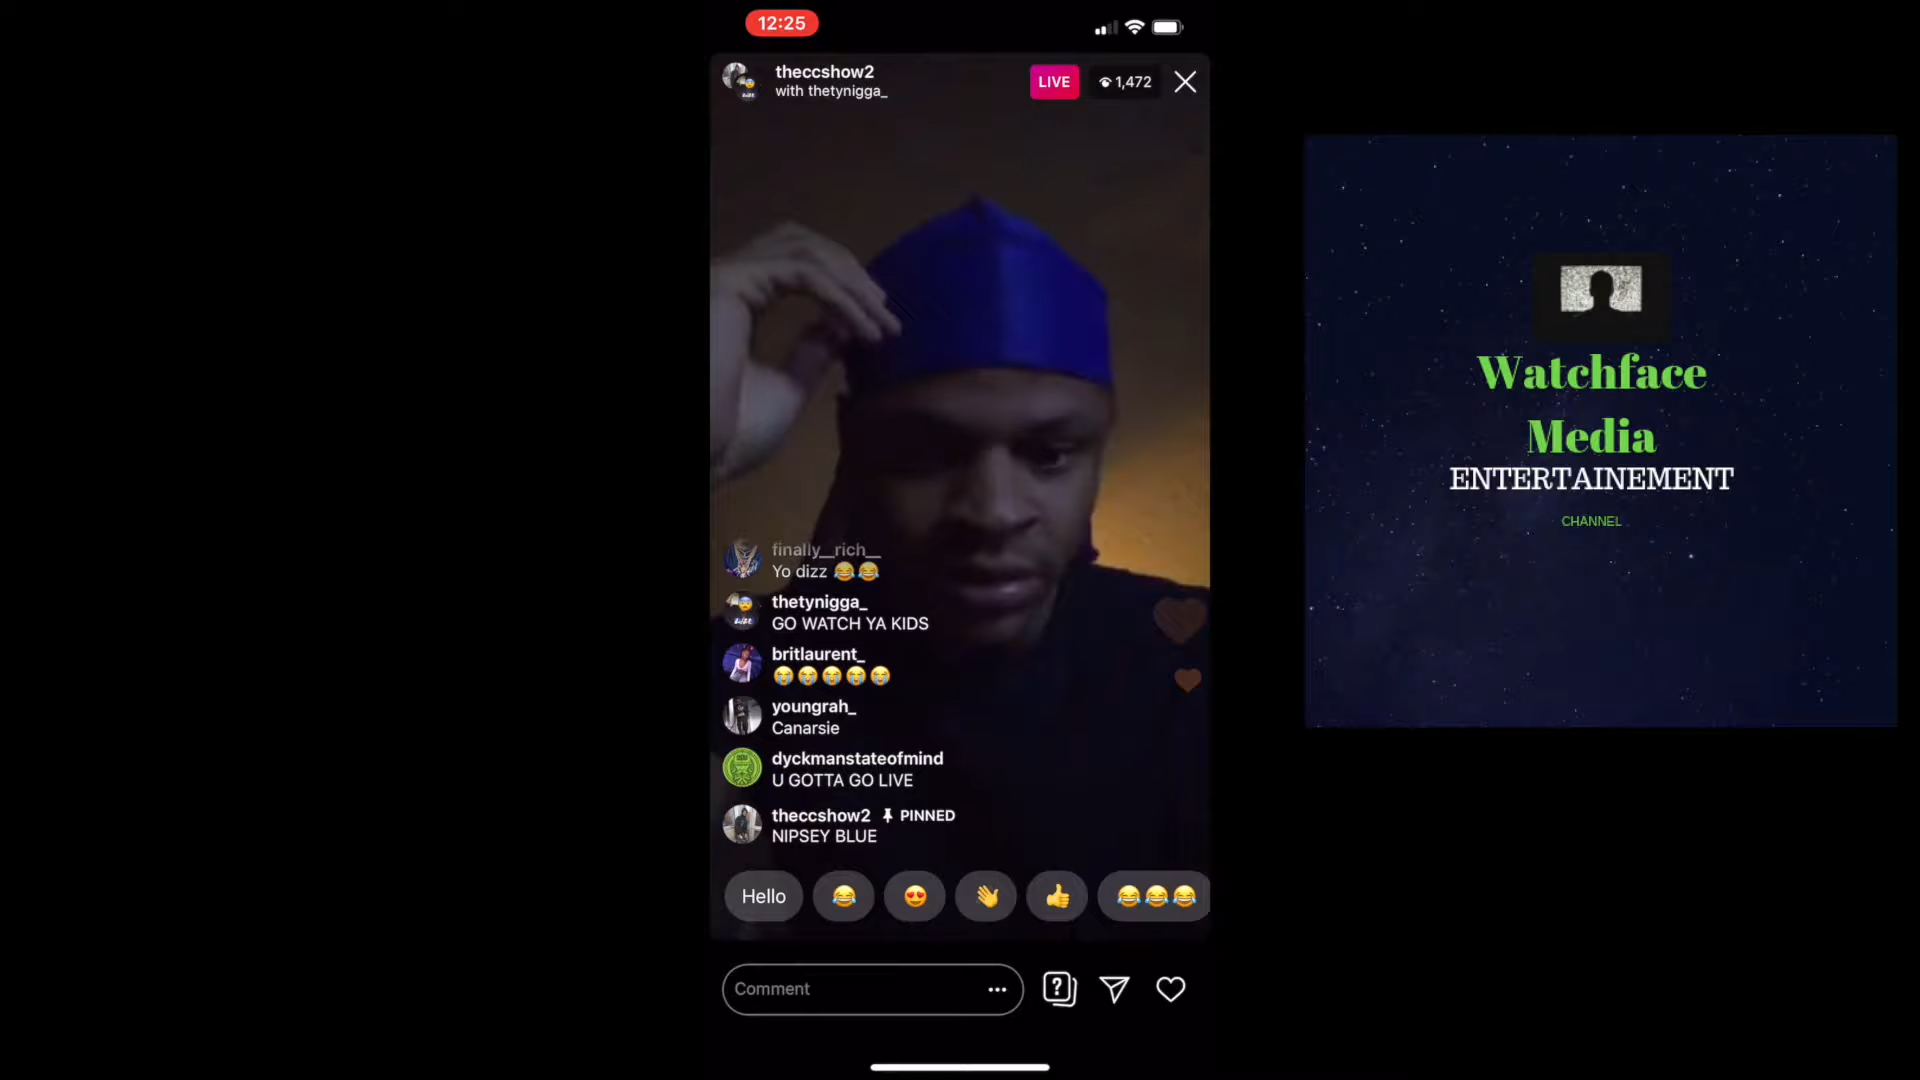 12:25
theccshow2
with thetynigga_
LIVE
1,472
finally__rich__
Yo dizz 😂😂
thetynigga_
GO WATCH YA KIDS
britlaurent_
😭😭😭😭😭
youngrah_
Canarsie
dyckmanstateofmind
U GOTTA GO LIVE
theccshow2 PINNED
NIPSEY BLUE
Hello 😂 😍 👋 👍 😂😂😂
Comment
Watchface
Media
ENTERTAINEMENT
CHANNEL